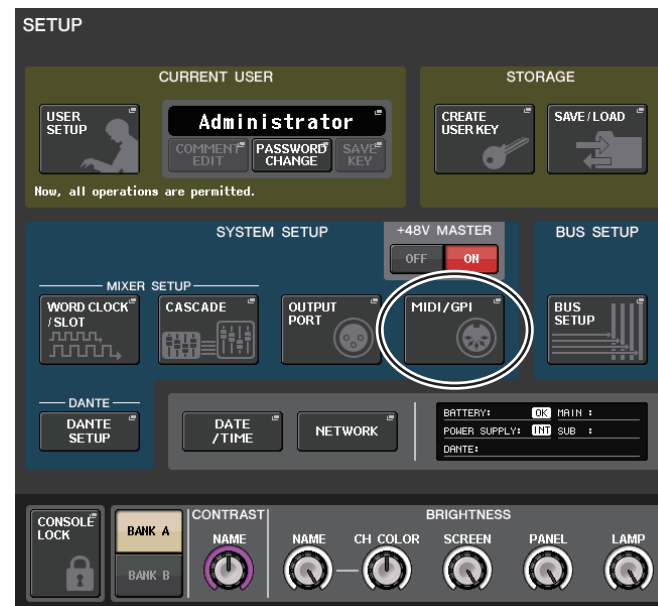 SETUP
CURRENT USER
STORAGE
USER
SETUP
Administrator
COMMENT
EDIT
PASSWORD
CHANGE
SAVE
KEY
Now, all operations are permitted.
CREATE
USER KEY
SAVE/LOAD
SYSTEM SETUP
+48V MASTER
OFF
ON
BUS SETUP
MIXER SETUP
WORD CLOCK
/SLOT
CASCADE
OUTPUT
PORT
MIDI/GPI
BUS
SETUP
DANTE
DANTE
SETUP
DATE
/TIME
NETWORK
BATTERY: OK MAIN :
POWER SUPPLY: INT SUB :
DANTE:
CONSOLE
LOCK
BANK A
BANK B
CONTRAST
NAME
BRIGHTNESS
NAME
CH COLOR
SCREEN
PANEL
LAMP